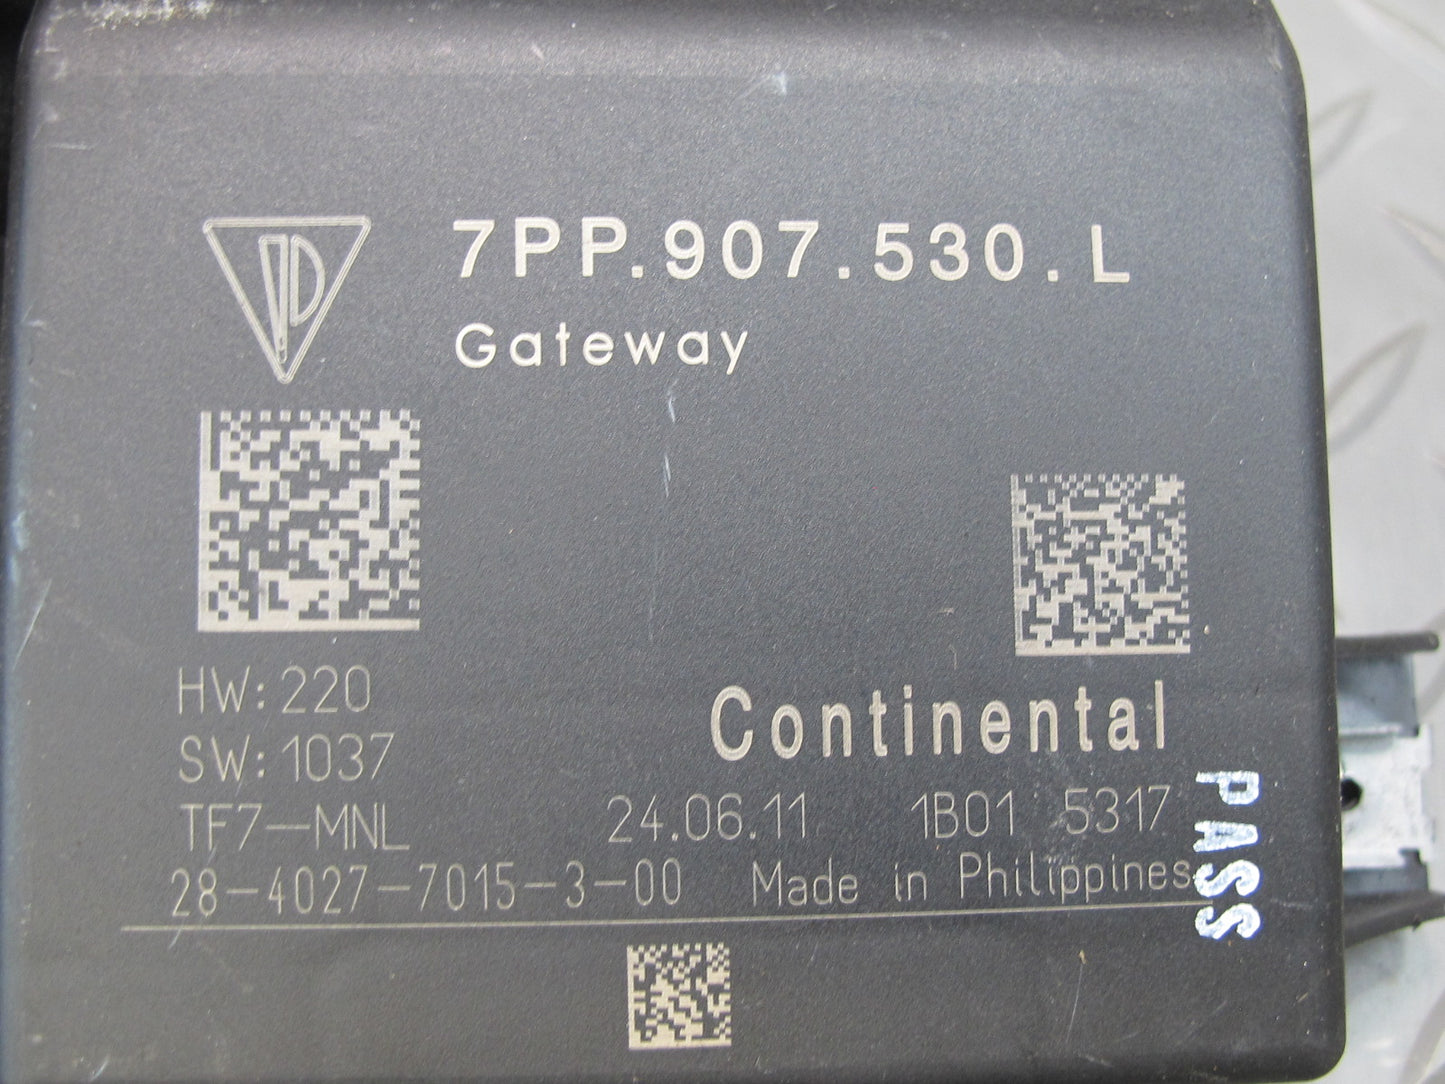 7PP.907.530.L
Gateway
HW:220
SW:1037
Continental
TF7-MNL 24.06.11 1B01 5317
28-4027-7015-3-00 Made in Philippines
PASS